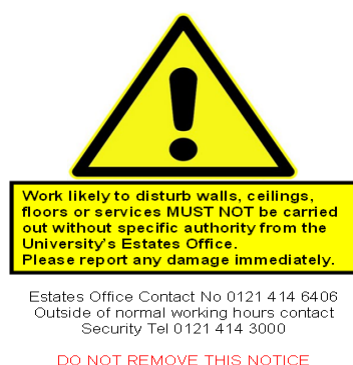 Work likely to disturb walls, ceilings,
floors or services MUST NOT be carried
out without specific authority from the
University's Estates Office.
Please report any damage immediately.
Estates Office Contact No 0121 414 6406
Outside of normal working hours contact
Security Tel 0121 414 3000
DO NOT REMOVE THIS NOTICE